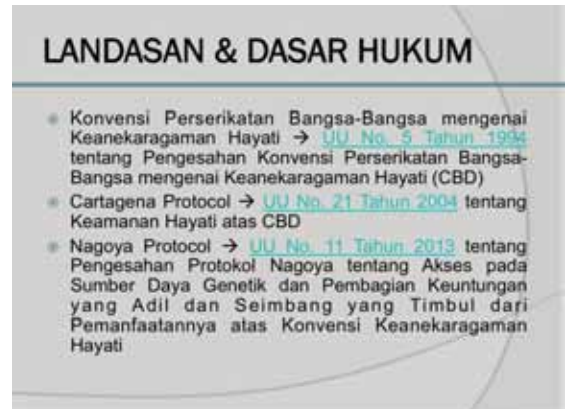 LANDASAN & DASAR HUKUM
Konvensi Perserikatan Bangsa-Bangsa mengenai
Keanekaragaman Hayati → UU No. 5 Tahun 1994
tentang Pengesahan Konvensi Perserikatan Bangsa-
Bangsa mengenai Keanekaragaman Hayati (CBD)
Cartagena Protocol → UU No. 21 Tahun 2004 tentang
Keamanan Hayati atas CBD
Nagoya Protocol → UU No. 11 Tahun 2013 tentang
Pengesahan Protokol Nagoya tentang Akses pada
Sumber Daya Genetik dan Pembagian Keuntungan
yang Adil dan Seimbang yang Timbul dari
Pemanfaatannya atas Konvensi Keanekaragaman
Hayati